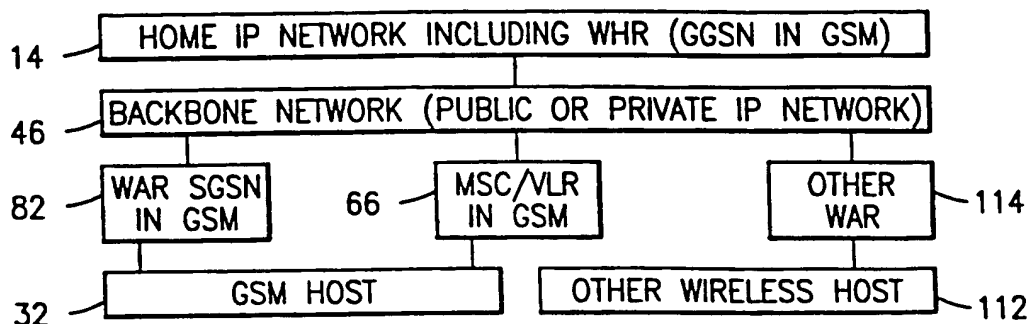 HOME IP NETWORK INCLUDING WHR (GGSN IN GSM)
14
BACKBONE NETWORK (PUBLIC OR PRIVATE IP NETWORK)
46
WAR SGSN
IN GSM
82
MSC/VLR
IN GSM
66
OTHER
WAR
114
GSM HOST
32
OTHER WIRELESS HOST
112